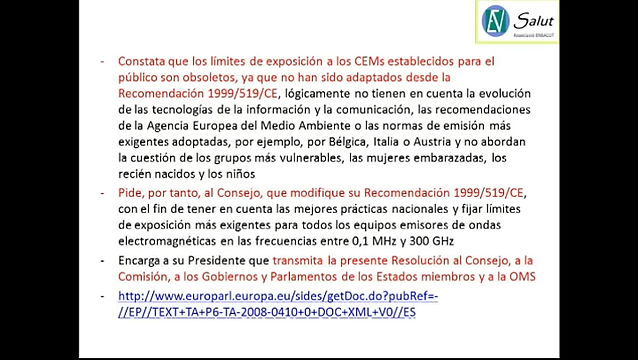 Salut
Associació ENSALUT
- Constata que los límites de exposición a los CEMs establecidos para el
público son obsoletos, ya que no han sido adaptados desde la
Recomendación 1999/519/CE, lógicamente no tienen en cuenta la evolución
de las tecnologías de la información y la comunicación, las recomendaciones
de la Agencia Europea del Medio Ambiente o las normas de emisión más
exigentes adoptadas, por ejemplo, por Bélgica, Italia o Austria y no abordan
la cuestión de los grupos más vulnerables, las mujeres embarazadas, los
recién nacidos y los niños
- Pide, por tanto, al Consejo, que modifique su Recomendación 1999/519/CE,
con el fin de tener en cuenta las mejores prácticas nacionales y fijar límites
de exposición más exigentes para todos los equipos emisores de ondas
electromagnéticas en las frecuencias entre 0,1 MHz y 300 GHz
- Encarga a su Presidente que transmita la presente Resolución al Consejo, a la
Comisión, a los Gobiernos y Parlamentos de los Estados miembros y a la OMS
- http://www.europarl.europa.eu/sides/getDoc.do?pubRef=-
//EP//TEXT+TA+P6-TA-2008-0410+0+DOC+XML+V0//ES